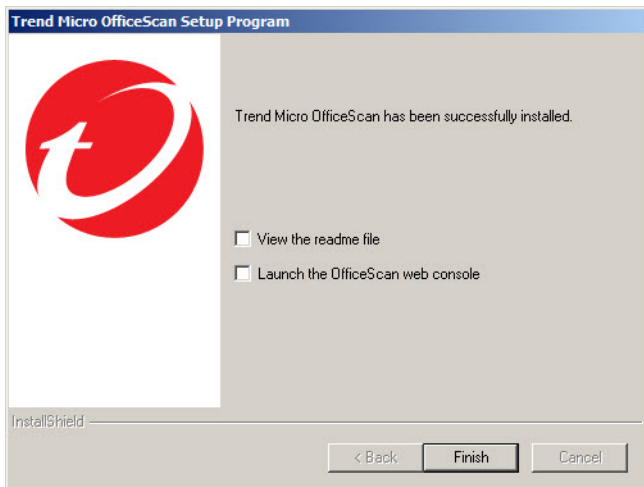 Trend Micro OfficeScan Setup Program
Trend Micro OfficeScan has been successfully installed.
View the readme file
Launch the OfficeScan web console
InstallShield
< Back
Finish
Cancel